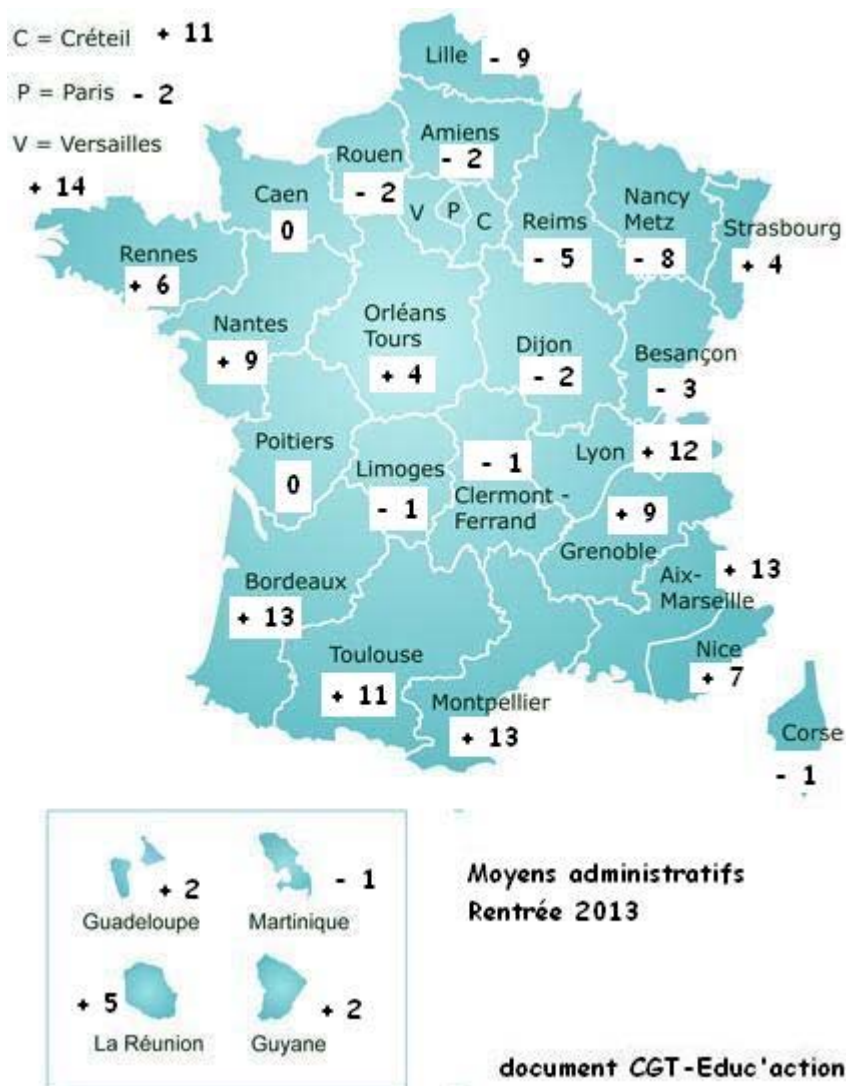 C = Créteil + 11
P = Paris - 2
V = Versailles
+ 14
Lille - 9
Amiens
- 2
Rouen
- 2
Caen
0
V P C
Reims
- 5
Nancy
Metz
- 8
Strasbourg
+ 4
Rennes
+ 6
Nantes
+ 9
Orléans
Tours
+ 4
Dijon
- 2
Besançon
- 3
Poitiers
0
Limoges
- 1
- 1
Clermont -
Ferrand
Lyon + 12
+ 9
Grenoble
Aix-
Marseille
+ 13
Bordeaux
+ 13
Toulouse
+ 11
Montpellier
+ 13
Nice
+ 7
Corse
- 1
+ 2
Guadeloupe
- 1
Martinique
+ 5
La Réunion
+ 2
Guyane
Moyens administratifs
Rentrée 2013
document CGT-Educ'action